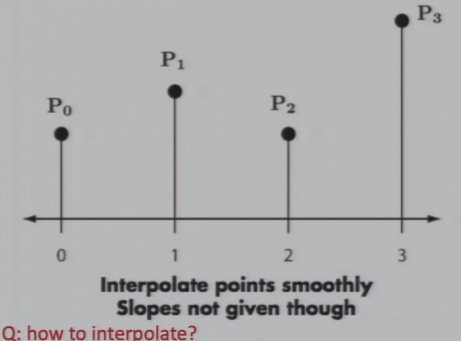 P3
P1
P0
P2
0 1 2 3
Interpolate points smoothly
Slopes not given though
Q: how to interpolate?